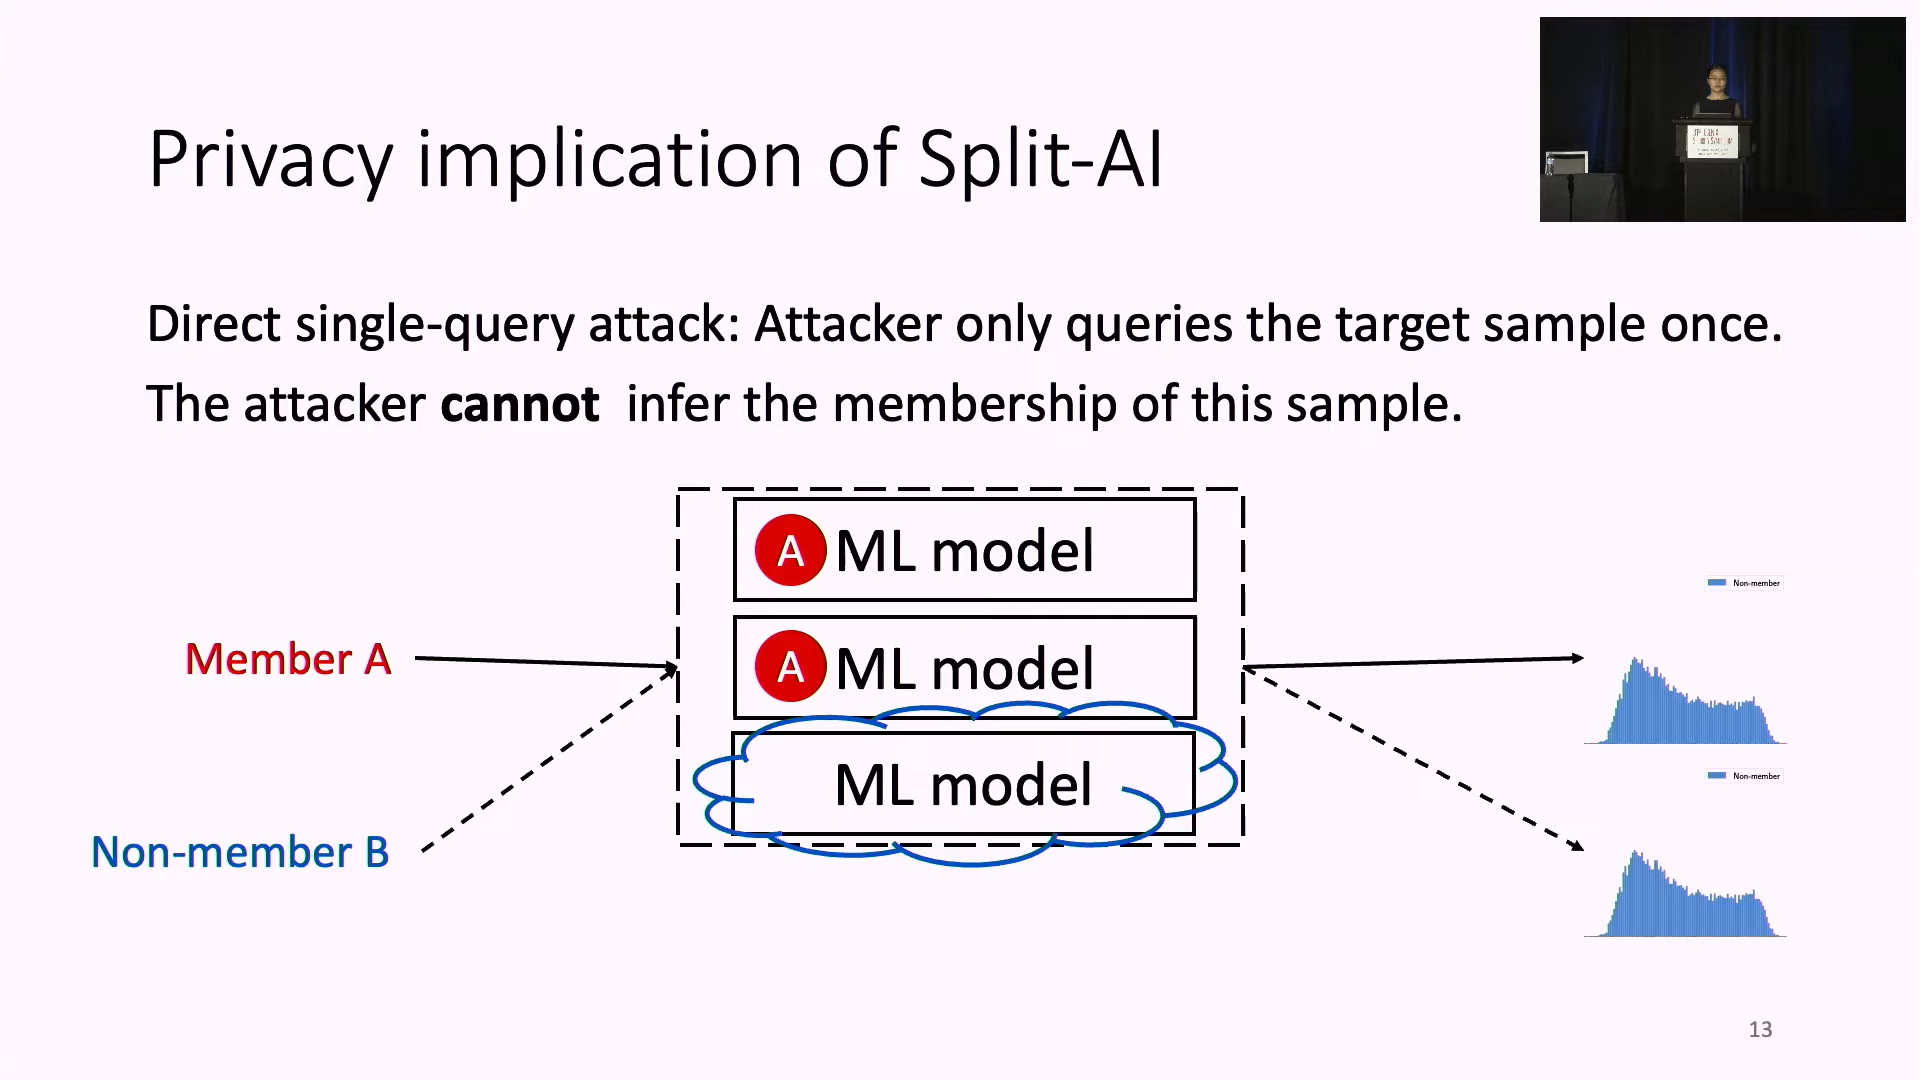 Privacy implication of Split-AI
Direct single-query attack: Attacker only queries the target sample once.
The attacker cannot infer the membership of this sample.
A ML model
A ML model
ML model
Member A
Non-member B
Non-member
Non-member
13